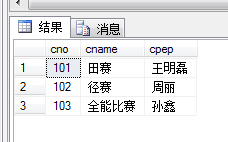 结果 消息
cno cname cpep
1 101 田赛 王明磊
2 102 径赛 周丽
3 103 全能比赛 孙鑫